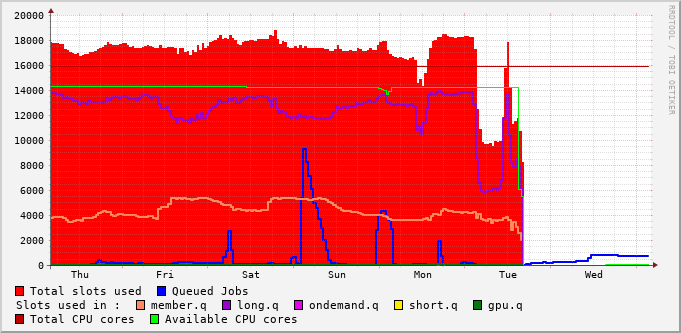 20000
18000
16000
14000
12000
10000
8000
6000
4000
2000
0
Thu Fri Sat Sun Mon Tue Wed
RRDTOOL / TOBI OETIKER
Total slots used Queued Jobs
Slots used in : member.q long.q ondemand.q short.q gpu.q
Total CPU cores Available CPU cores